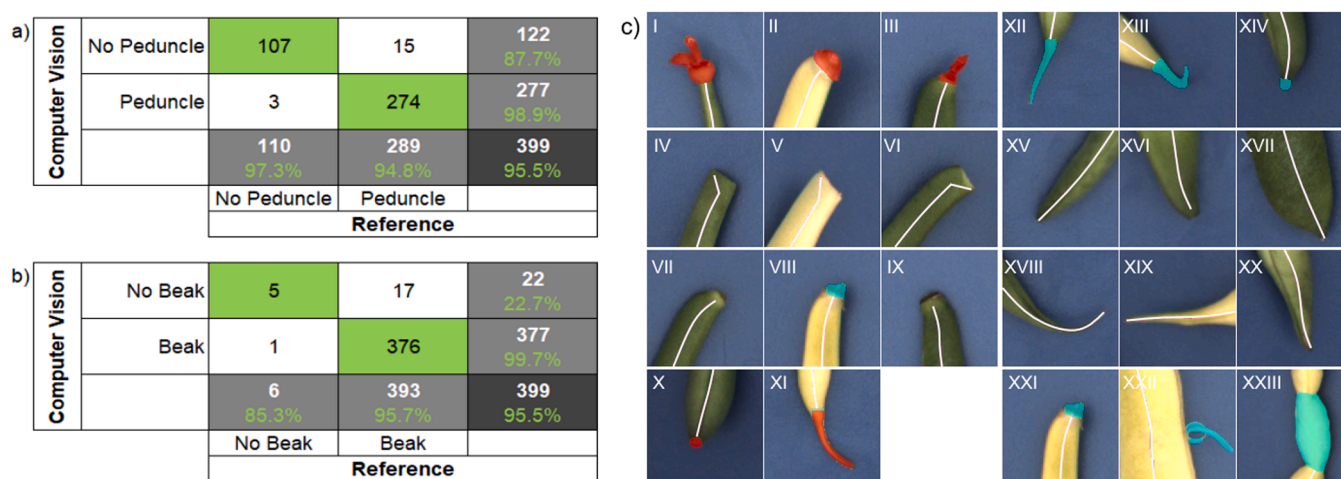 a)
Computer Vision
No Peduncle 107 15 122
87.7%
Peduncle 3 274 277
98.9%
110 289 399
97.3% 94.8% 95.5%
No Peduncle Peduncle
Reference
b)
Computer Vision
No Beak 5 17 22
22.7%
Beak 1 376 377
99.7%
6 393 399
85.3% 95.7% 95.5%
No Beak Beak
Reference
c)
I II III XII XIII XIV
IV V VI XV XVI XVII
VII VIII IX XVIII XIX XX
X XI XXI XXII XXIII